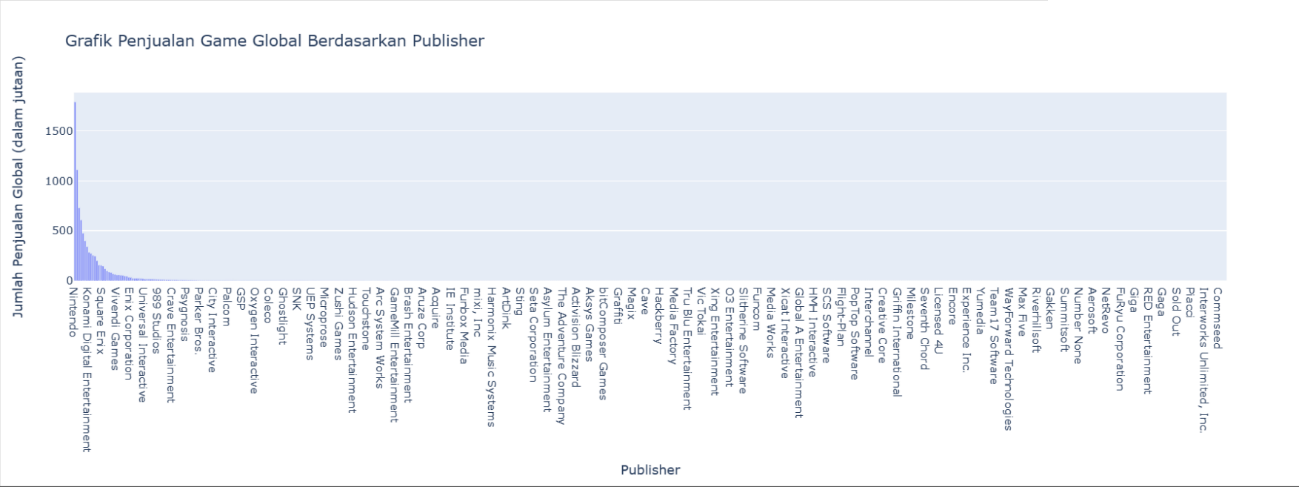 Grafik Penjualan Game Global Berdasarkan Publisher
Jumlah Penjualan Global (dalam jutaan)
1500
1000
500
0
Nintendo
Konami Digital Entertainment
Square Enix
Vivendi Games
Enix Corporation
Universal Interactive
989 Studios
Crave Entertainment
Psygnosis
Parker Bros.
City Interactive
Palcom
GSP
Oxygen Interactive
Coleco
Ghostlight
SNK
UEP Systems
Microprose
Zushi Games
Hudson Entertainment
Touchstone
Arc System Works
GameMill Entertainment
Brash Entertainment
Aruze Corp
Acquire
IE Institute
Funbox Media
mixi, Inc
Harmonix Music Systems
ArtDink
Sting
Seta Corporation
Asylum Entertainment
The Adventure Company
Activision Blizzard
Aksys Games
bitComposer Games
Graffiti
Magix
Cave
Hackberry
Media Factory
Tru Blu Entertainment
Vic Tokai
Xing Entertainment
O3 Entertainment
Slitherine Software
Funcom
Media Works
Xicat Interactive
Global A Entertainment
HMH Interactive
SCS Software
Flight-Plan
PopTop Software
Interchannel
Creative Core
Griffin International
Milestone
Seventh Chord
Licensed 4U
Encore
Experience Inc.
Yumedia
Team17 Software
WayForward Technologies
Max Five
Riverhillsoft
Gakken
Summitsoft
Number None
Aerosoft
NetRevo
FuRyu Corporation
Giga
RED Entertainment
Gaga
Sold Out
Piacci
Interworks Unlimited, Inc.
Commseed
Publisher